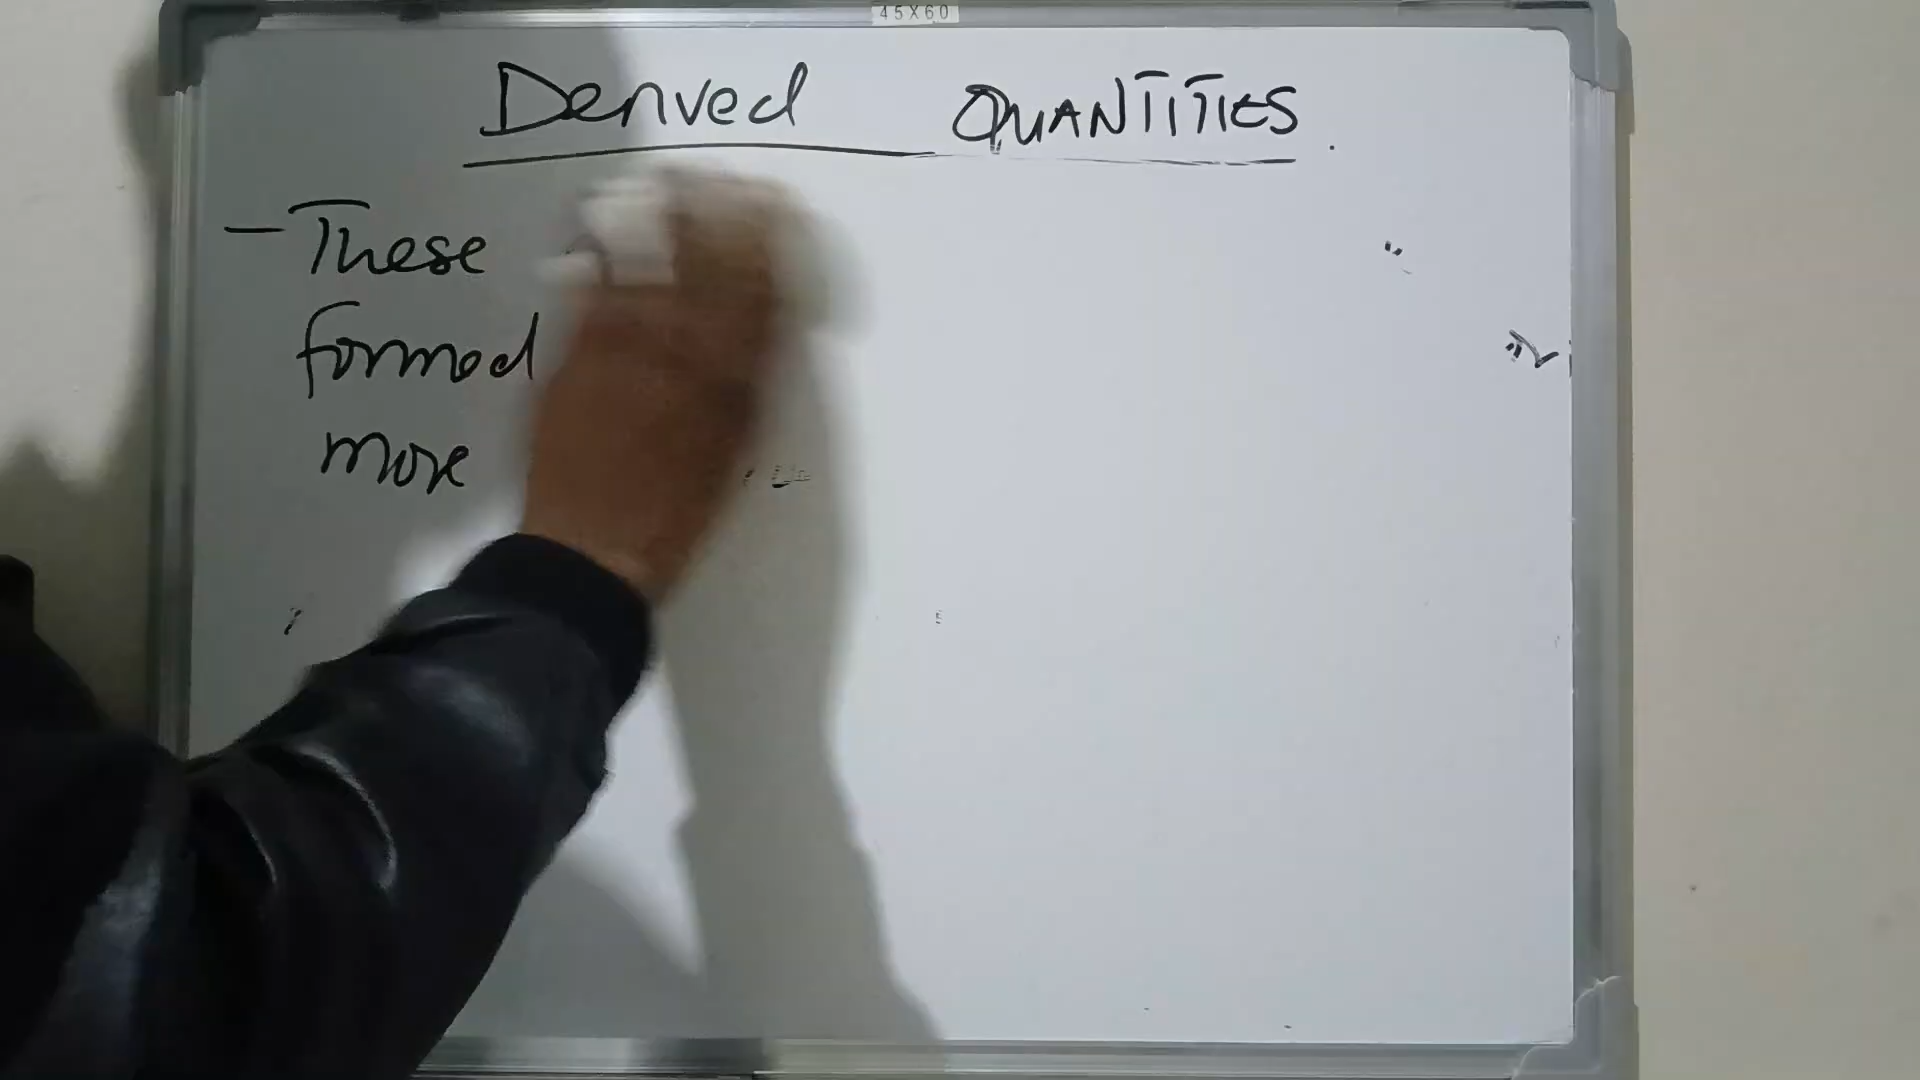 45X60
Derived QUANTITIES.
- These
formed
more